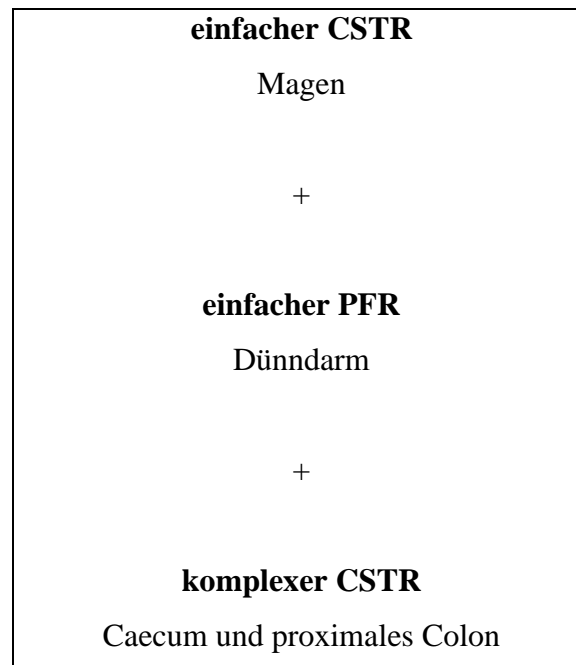 einfacher CSTR
Magen
+
einfacher PFR
Dünndarm
+
komplexer CSTR
Caecum und proximales Colon